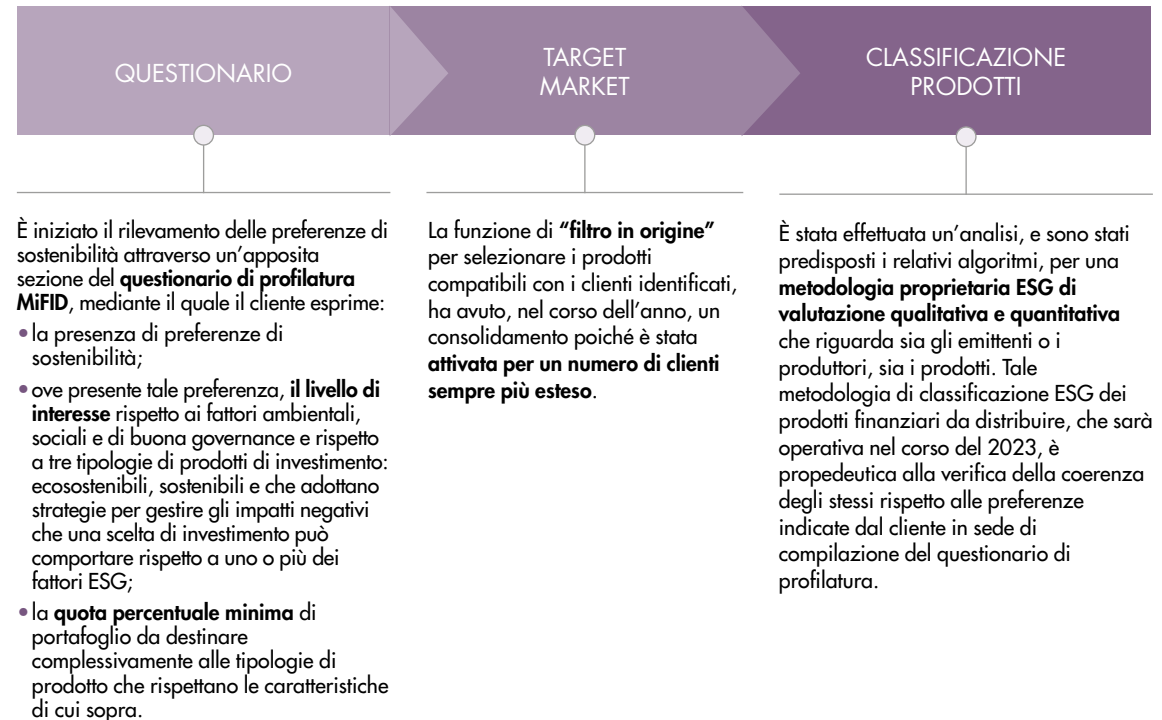 QUESTIONARIO
TARGET
MARKET
CLASSIFICAZIONE
PRODOTTI
È iniziato il rilevamento delle preferenze di
sostenibilità attraverso un’apposita
sezione del questionario di profilatura
MiFID, mediante il quale il cliente esprime:
• la presenza di preferenze di
sostenibilità;
• ove presente tale preferenza, il livello di
interesse rispetto ai fattori ambientali,
sociali e di buona governance e rispetto
a tre tipologie di prodotti di investimento:
ecosostenibili, sostenibili e che adottano
strategie per gestire gli impatti negativi
che una scelta di investimento può
comportare rispetto a uno o più dei
fattori ESG;
• la quota percentuale minima di
portafoglio da destinare
complessivamente alle tipologie di
prodotto che rispettano le caratteristiche
di cui sopra.
La funzione di “filtro in origine”
per selezionare i prodotti
compatibili con i clienti identificati,
ha avuto, nel corso dell’anno, un
consolidamento poiché è stata
attivata per un numero di clienti
sempre più esteso.
È stata effettuata un’analisi, e sono stati
predisposti i relativi algoritmi, per una
metodologia proprietaria ESG di
valutazione qualitativa e quantitativa
che riguarda sia gli emittenti o i
produttori, sia i prodotti. Tale
metodologia di classificazione ESG dei
prodotti finanziari da distribuire, che sarà
operativa nel corso del 2023, è
propedeutica alla verifica della coerenza
degli stessi rispetto alle preferenze
indicate dal cliente in sede di
compilazione del questionario di
profilatura.